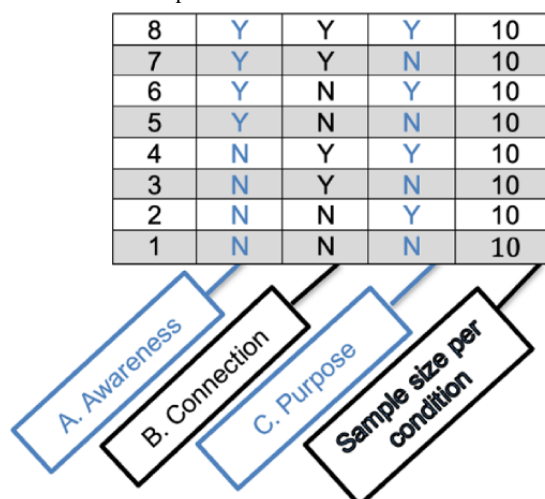 8 Y Y Y 10
7 Y Y N 10
6 Y N Y 10
5 Y N N 10
4 N Y Y 10
3 N Y N 10
2 N N Y 10
1 N N N 10
A. Awareness
B. Connection
C. Purpose
Sample size per
condition